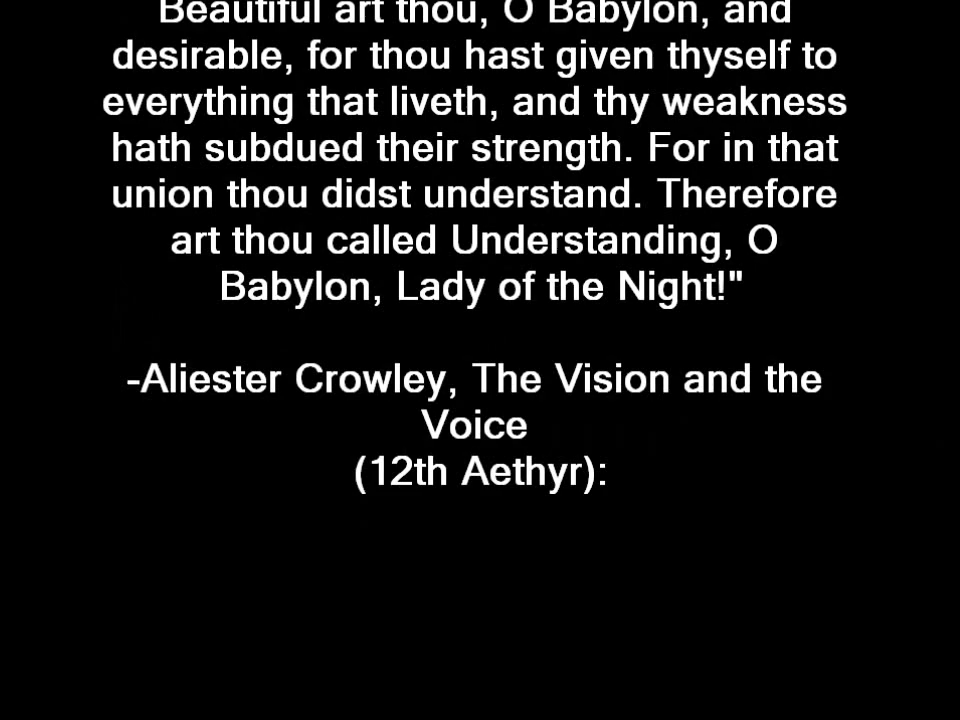 Beautiful art thou, O Babylon, and
desirable, for thou hast given thyself to
everything that liveth, and thy weakness
hath subdued their strength. For in that
union thou didst understand. Therefore
art thou called Understanding, O
Babylon, Lady of the Night!"
-Aliester Crowley, The Vision and the
Voice
(12th Aethyr):